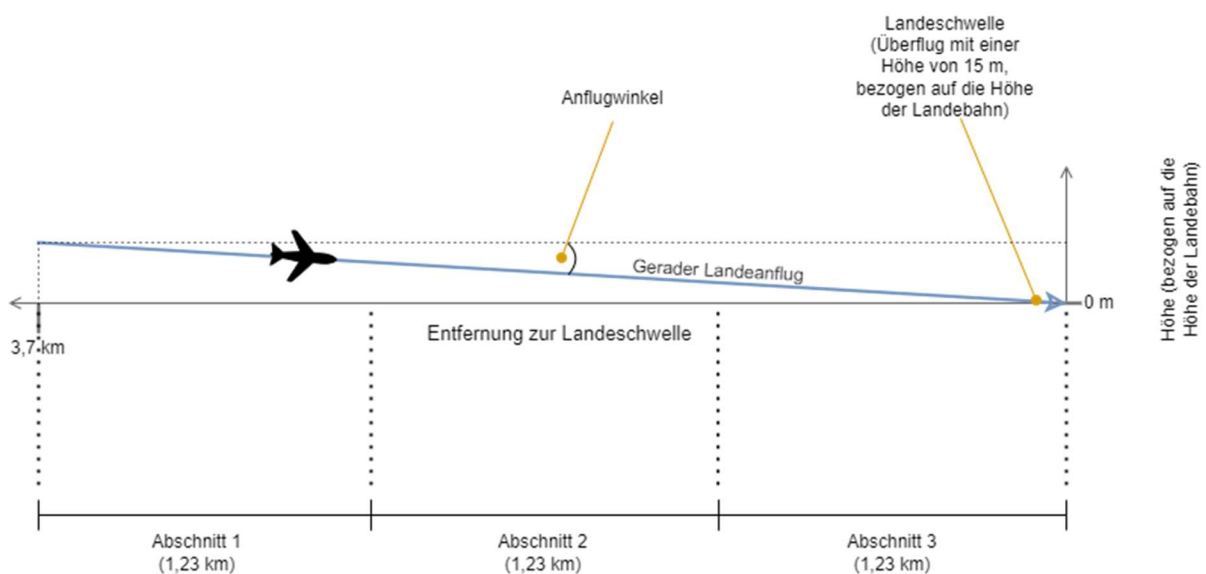 Landeschwelle
(Überflug mit einer
Höhe von 15 m,
bezogen auf die Höhe
der Landebahn)
Anflugwinkel
Höhe (bezogen auf die
Höhe der Landebahn)
Gerader Landeanflug
0 m
Entfernung zur Landeschwelle
3,7 km
Abschnitt 1
(1,23 km)
Abschnitt 2
(1,23 km)
Abschnitt 3
(1,23 km)